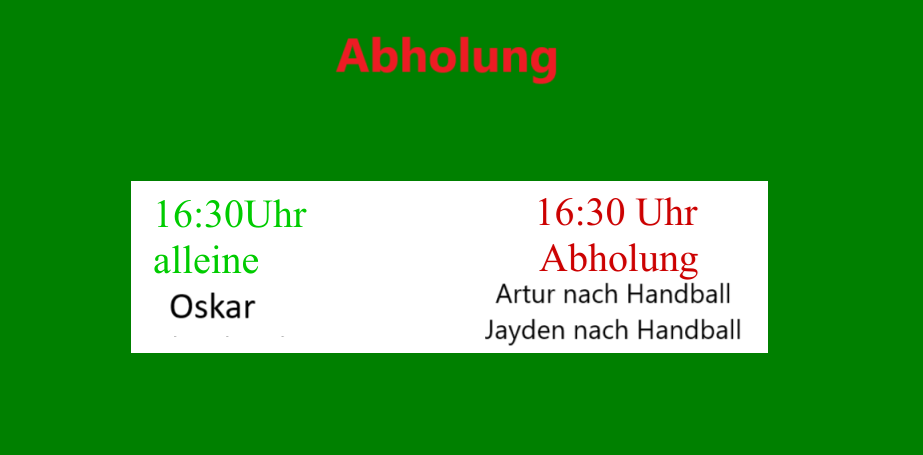 Abholung
16:30Uhr
alleine
Oskar
16:30 Uhr
Abholung
Artur nach Handball
Jayden nach Handball